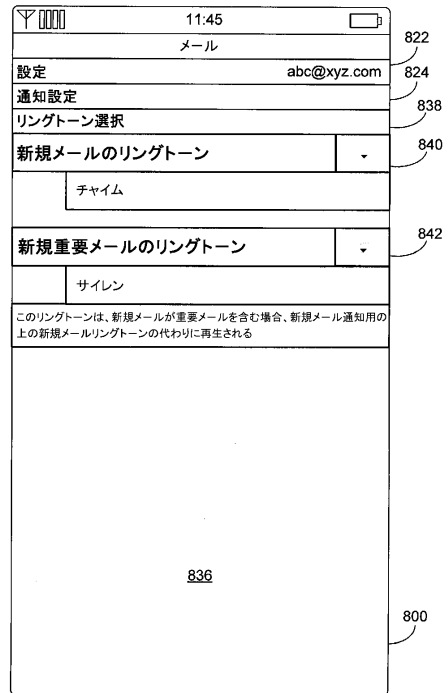 11:45
メール
822
設定 abc@xyz.com
824
通知設定
838
リングトーン選択
840
新規メールのリングトーン
チャイム
842
新規重要メールのリングトーン
サイレン
このリングトーンは、新規メールが重要メールを含む場合、新規メール通知用の
上の新規メールリングトーンの代わりに再生される
836
800